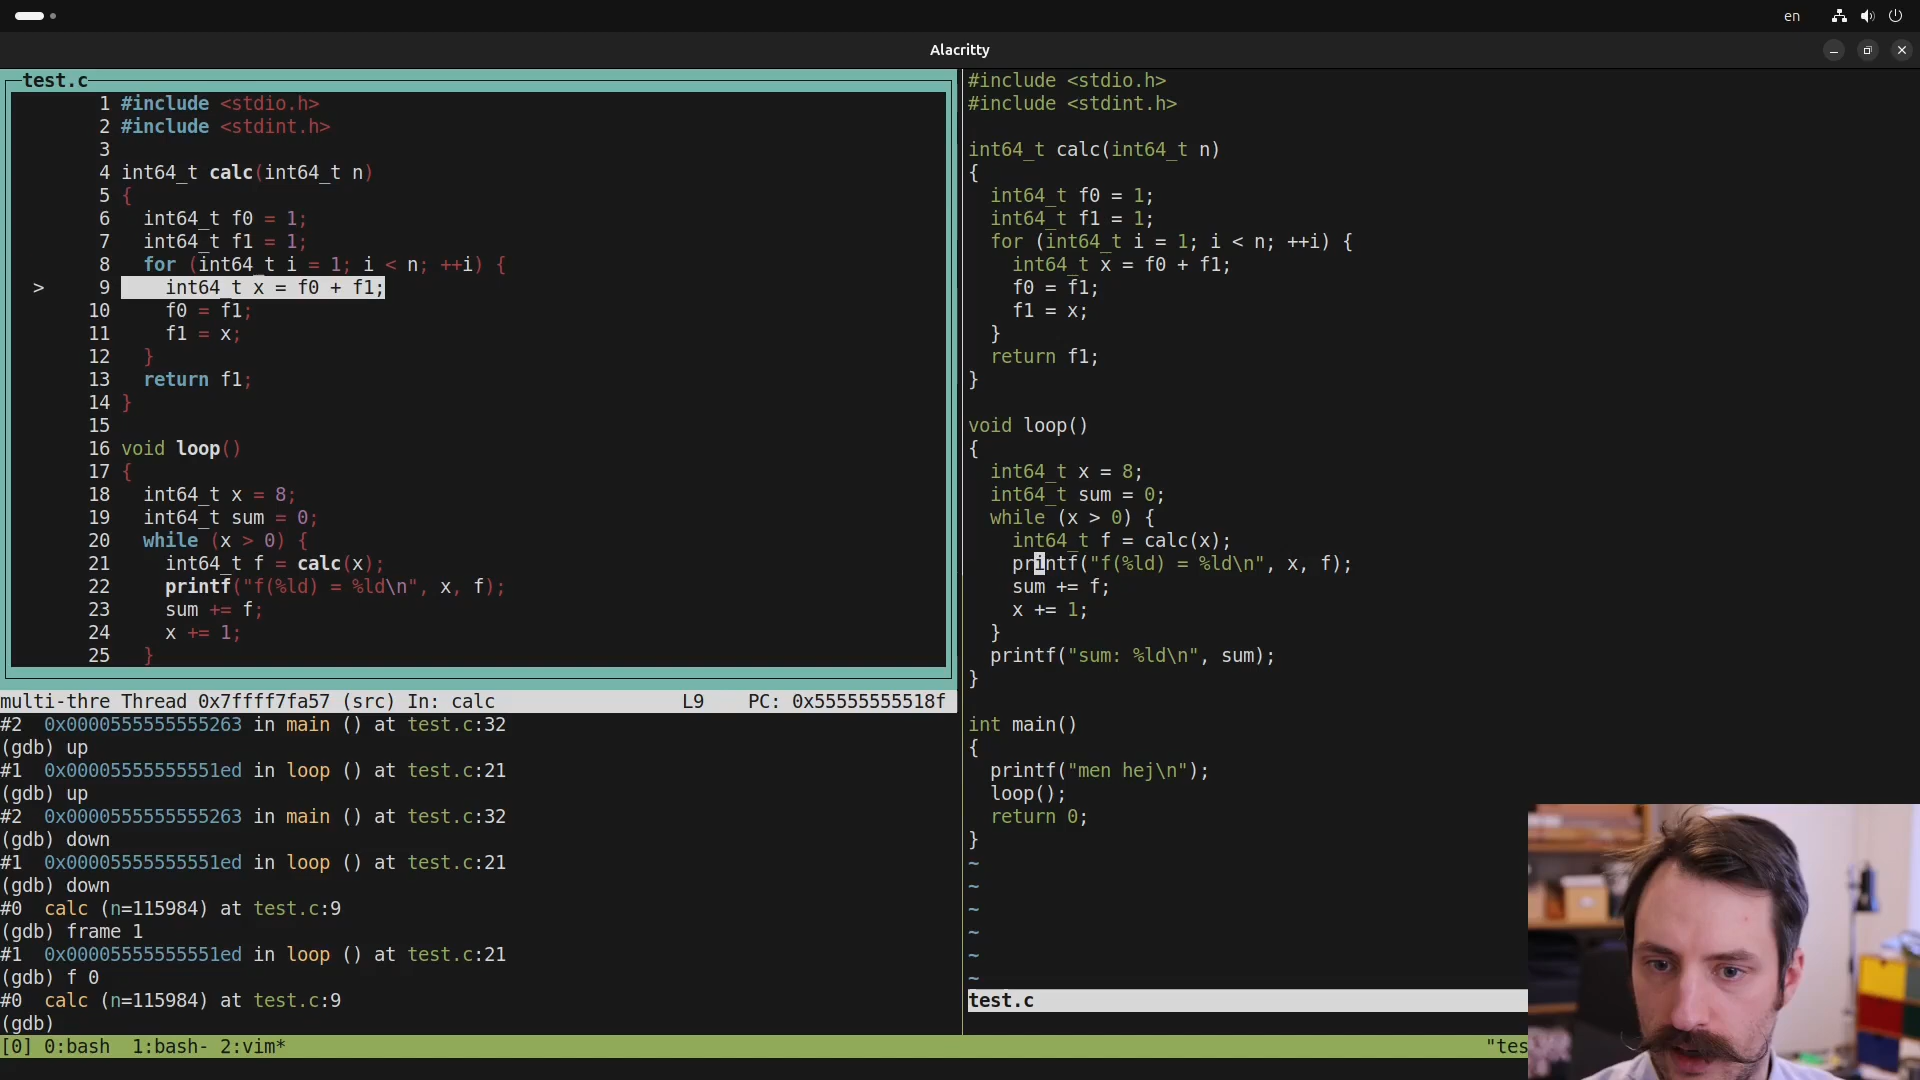 en
Alacritty
test.c
1 #include <stdio.h>
2 #include <stdint.h>
3
4 int64_t calc(int64_t n)
5 {
6   int64_t f0 = 1;
7   int64_t f1 = 1;
8   for (int64_t i = 1; i < n; ++i) {
> 9     int64_t x = f0 + f1;
10     f0 = f1;
11     f1 = x;
12   }
13   return f1;
14 }
15
16 void loop()
17 {
18   int64_t x = 8;
19   int64_t sum = 0;
20   while (x > 0) {
21     int64_t f = calc(x);
22     printf("f(%ld) = %ld\n", x, f);
23     sum += f;
24     x += 1;
25   }
multi-thre Thread 0x7ffff7fa57 (src) In: calc L9 PC: 0x55555555518f
#2  0x0000555555555263 in main () at test.c:32
(gdb) up
#1  0x00005555555551ed in loop () at test.c:21
(gdb) up
#2  0x0000555555555263 in main () at test.c:32
(gdb) down
#1  0x00005555555551ed in loop () at test.c:21
(gdb) down
#0  calc (n=115984) at test.c:9
(gdb) frame 1
#1  0x00005555555551ed in loop () at test.c:21
(gdb) f 0
#0  calc (n=115984) at test.c:9
(gdb)
#include <stdio.h>
#include <stdint.h>
int64_t calc(int64_t n)
{
  int64_t f0 = 1;
  int64_t f1 = 1;
  for (int64_t i = 1; i < n; ++i) {
    int64_t x = f0 + f1;
    f0 = f1;
    f1 = x;
  }
  return f1;
}
void loop()
{
  int64_t x = 8;
  int64_t sum = 0;
  while (x > 0) {
    int64_t f = calc(x);
    printf("f(%ld) = %ld\n", x, f);
    sum += f;
    x += 1;
  }
  printf("sum: %ld\n", sum);
}
int main()
{
  printf("men hej\n");
  loop();
  return 0;
}
~
~
~
~
~
~
test.c
[0] 0:bash  1:bash- 2:vim* "tes